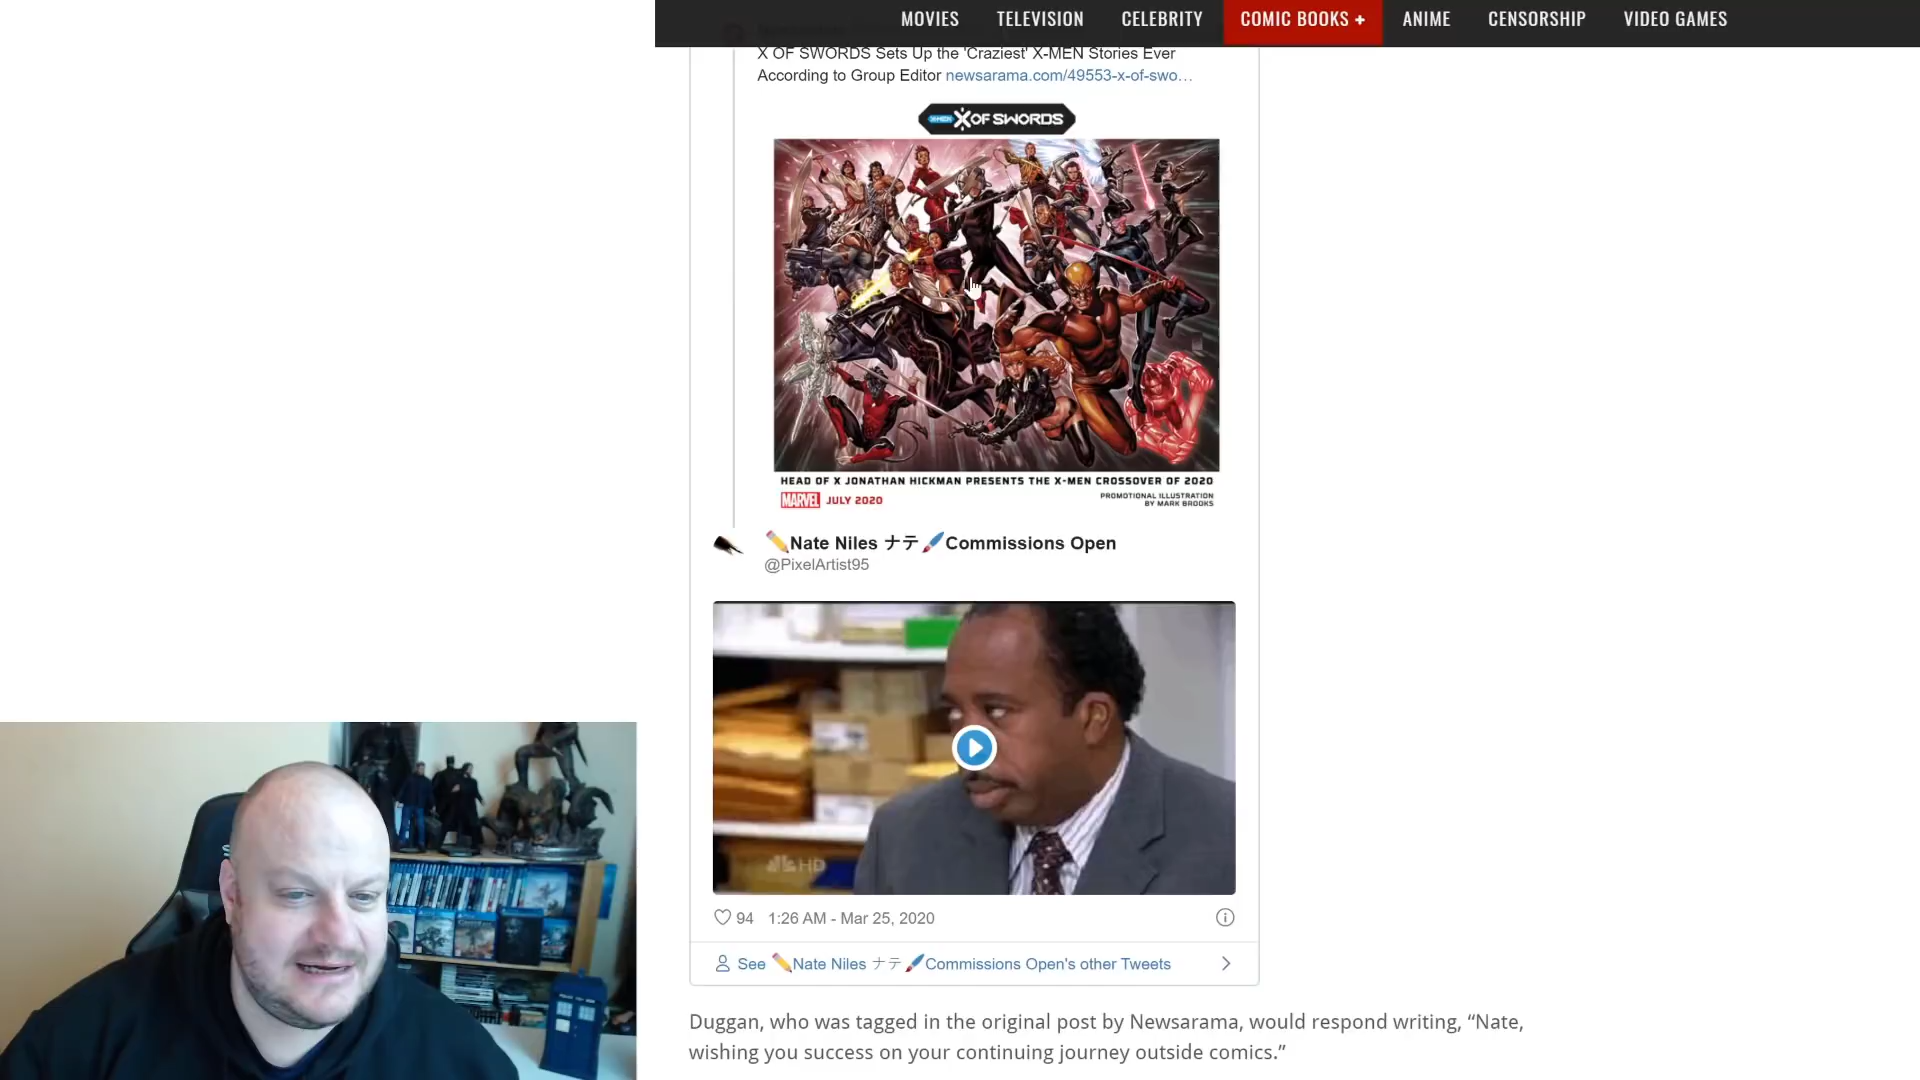 MOVIES TELEVISION CELEBRITY COMIC BOOKS + ANIME CENSORSHIP VIDEO GAMES
X OF SWORDS Sets Up the 'Craziest' X-MEN Stories Ever
According to Group Editor newsarama.com/49553-x-of-swo…
X-MEN X OF SWORDS
HEAD OF X JONATHAN HICKMAN PRESENTS THE X-MEN CROSSOVER OF 2020
MARVEL JULY 2020
PROMOTIONAL ILLUSTRATION
BY MARK BROOKS
✏️Nate Niles ナテ🖌️Commissions Open
@PixelArtist95
HD
94 1:26 AM - Mar 25, 2020
See ✏️Nate Niles ナテ🖌️Commissions Open's other Tweets
Duggan, who was tagged in the original post by Newsarama, would respond writing, “Nate,
wishing you success on your continuing journey outside comics.”